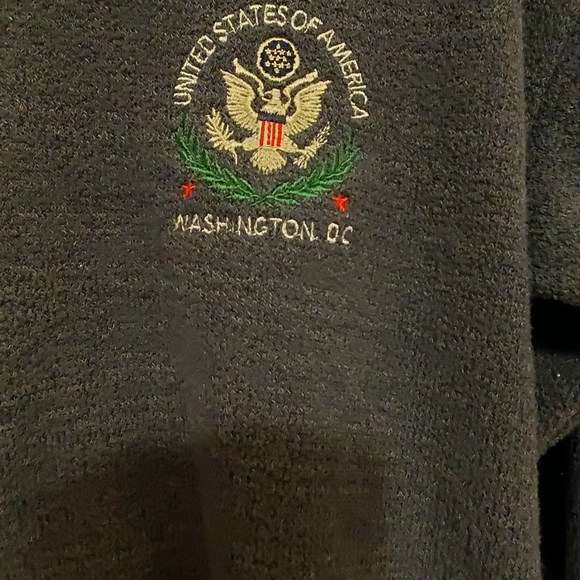 UNITED STATES OF AMERICA
WASHINGTON, DC